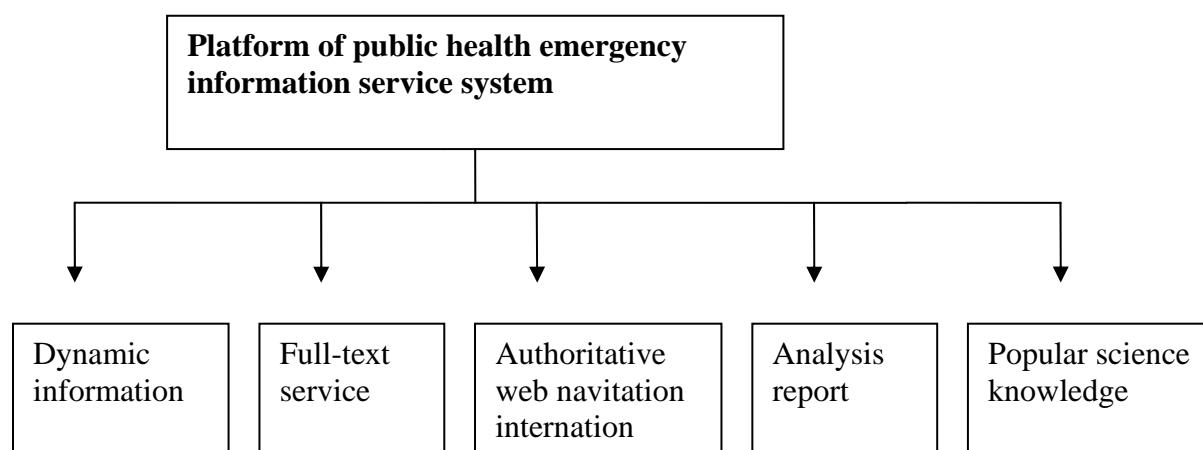 Platform of public health emergency
information service system
Dynamic
information
Full-text
service
Authoritative
web navitation
internation
Analysis
report
Popular science
knowledge